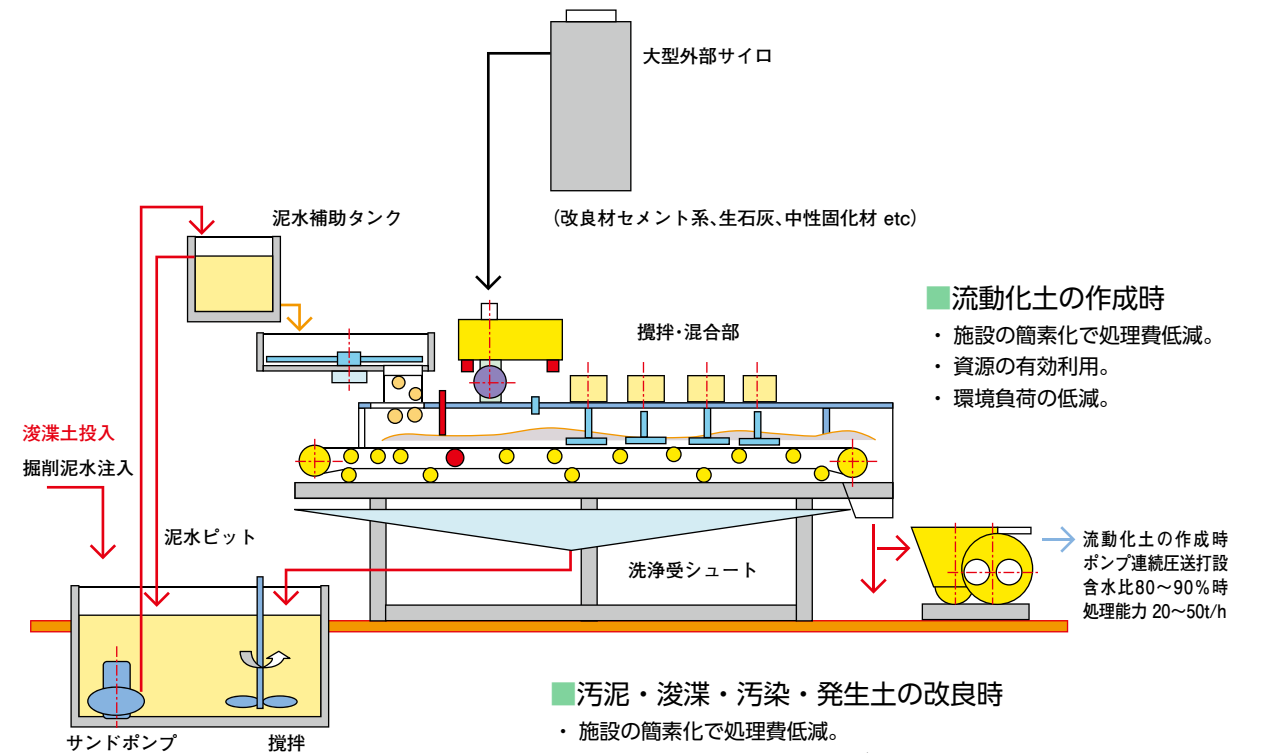 大型外部サイロ
泥水補助タンク
（改良材セメント系、生石灰、中性固化材 etc）
■流動化土の作成時
・ 施設の簡素化で処理費低減。
・ 資源の有効利用。
・ 環境負荷の低減。
攪拌・混合部
浚渫土投入
掘削泥水注入
泥水ピット
洗浄受シュート
流動化土の作成時
ポンプ連続圧送打設
含水比80～90％時
処理能力 20～50t/h
■汚泥・浚渫・汚染・発生土の改良時
・ 施設の簡素化で処理費低減。
サンドポンプ
攪拌